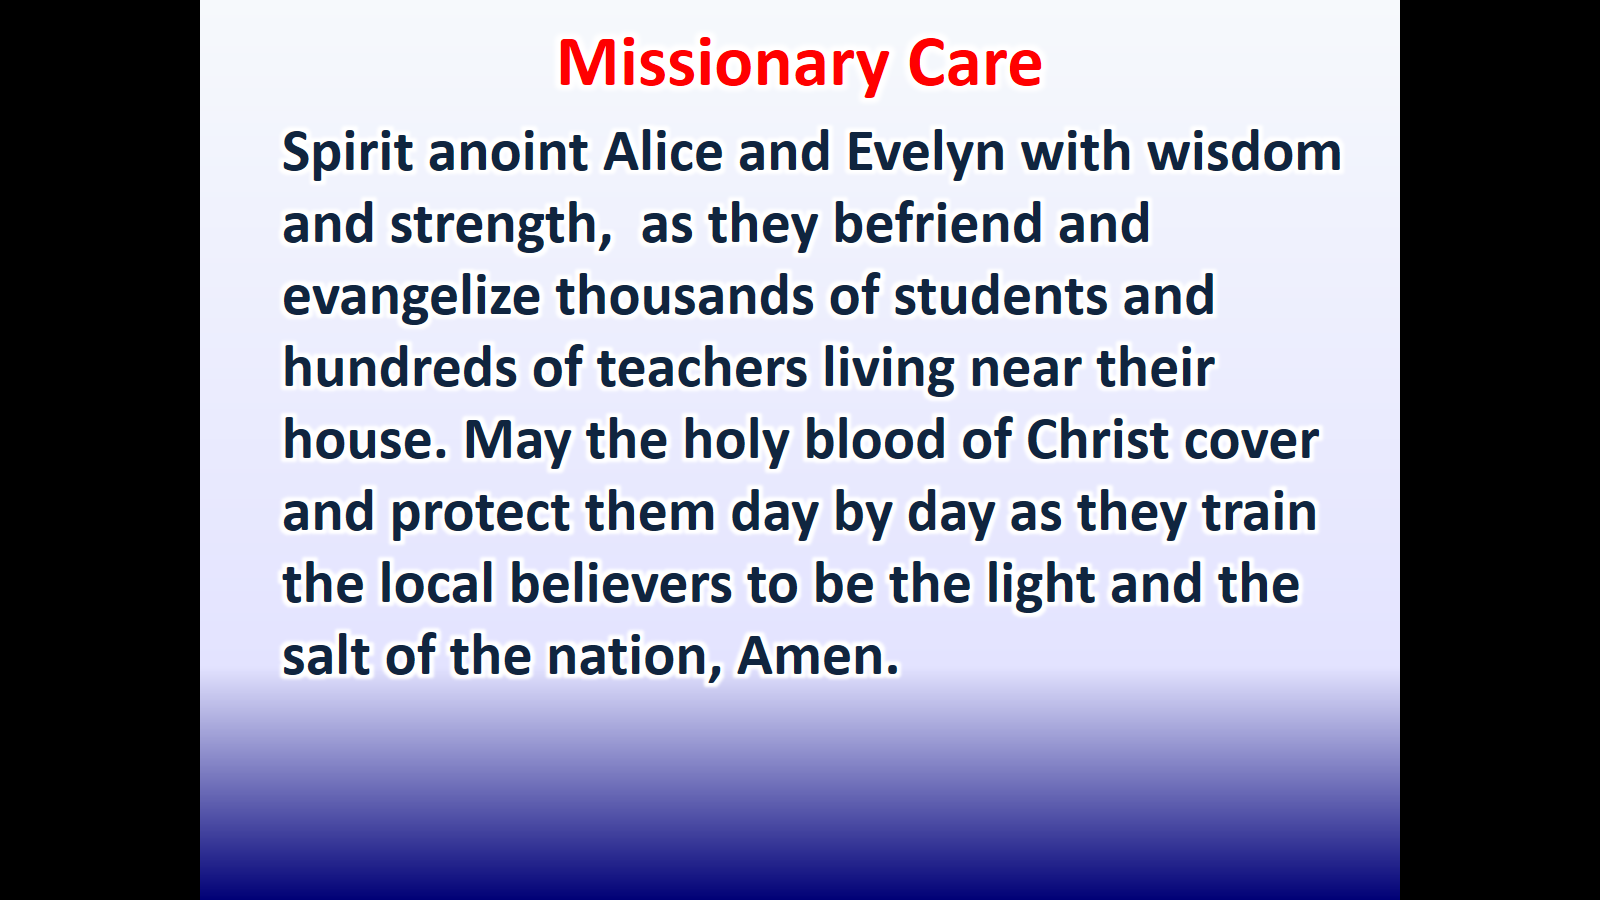 Missionary Care
Spirit anoint Alice and Evelyn with wisdom
and strength,  as they befriend and
evangelize thousands of students and
hundreds of teachers living near their
house. May the holy blood of Christ cover
and protect them day by day as they train
the local believers to be the light and the
salt of the nation, Amen.